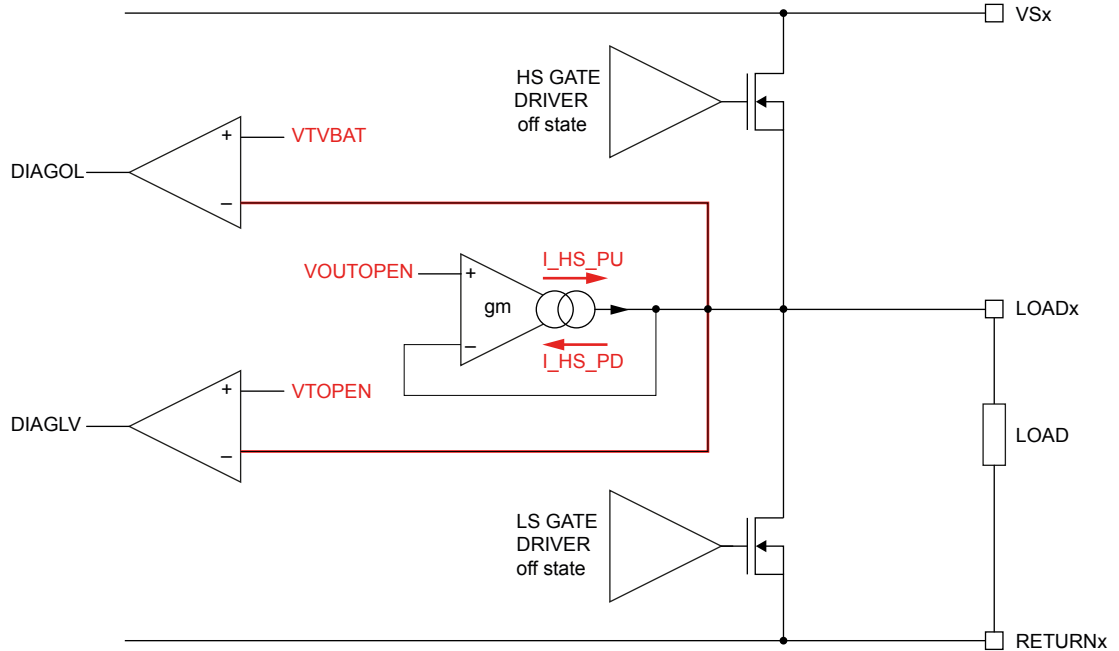 VSx
HS GATE
DRIVER
off state
+
VTVBAT
DIAGOL
−
I_HS_PU
VOUTOPEN
+
gm
LOADx
−
I_HS_PD
+
VTOPEN
DIAGLV
LOAD
−
LS GATE
DRIVER
off state
RETURNx